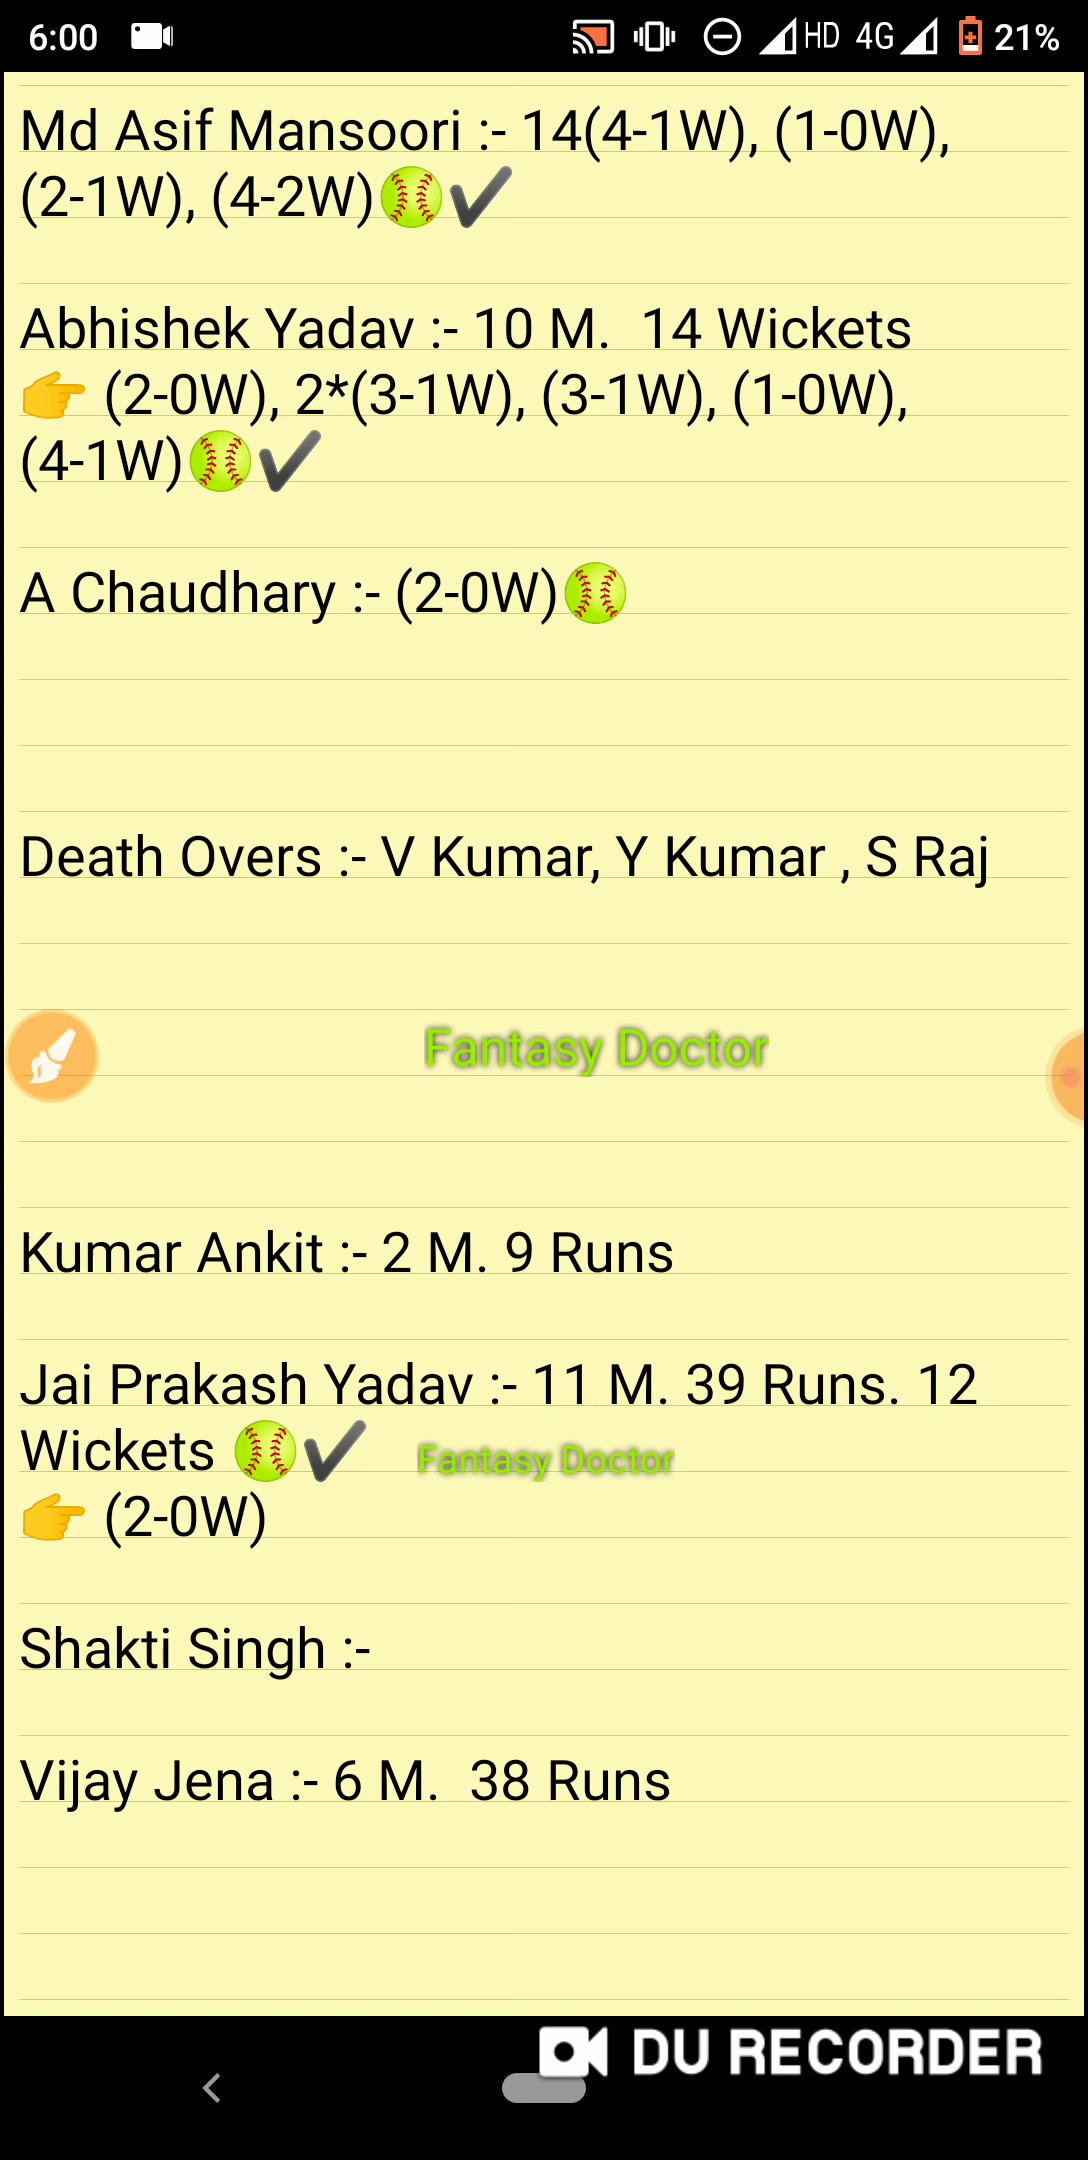 6:00 HD 4G 21%
Md Asif Mansoori :- 14(4-1W), (1-0W),
(2-1W), (4-2W)🥎✔
Abhishek Yadav :- 10 M.  14 Wickets
👉 (2-0W), 2*(3-1W), (3-1W), (1-0W),
(4-1W)🥎✔
A Chaudhary :- (2-0W)🥎
Death Overs :- V Kumar, Y Kumar , S Raj
Fantasy Doctor
Kumar Ankit :- 2 M. 9 Runs
Jai Prakash Yadav :- 11 M. 39 Runs. 12
Wickets 🥎✔ Fantasy Doctor
👉 (2-0W)
Shakti Singh :-
Vijay Jena :- 6 M.  38 Runs
DU RECORDER